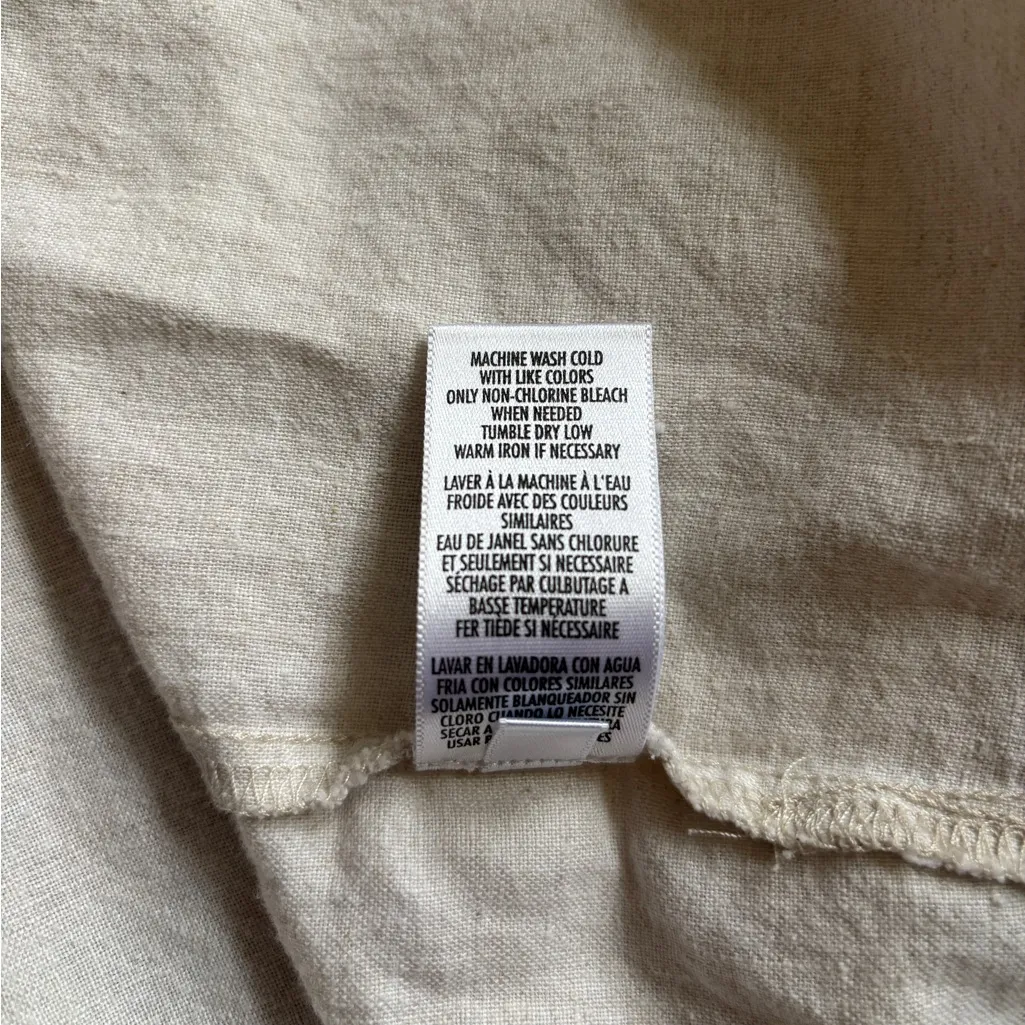 MACHINE WASH COLD
WITH LIKE COLORS
ONLY NON-CHLORINE BLEACH
WHEN NEEDED
TUMBLE DRY LOW
WARM IRON IF NECESSARY
LAVER À LA MACHINE À L'EAU
FROIDE AVEC DES COULEURS
SIMILAIRES
EAU DE JANEL SANS CHLORURE
ET SEULEMENT SI NECESSAIRE
SÉCHAGE PAR CULBUTAGE A
BASSE TEMPERATURE
FER TIÈDE SI NÉCESSAIRE
LAVAR EN LAVADORA CON AGUA
FRIA CON COLORES SIMILARES
SOLAMENTE BLANQUEADOR SIN
CLORO CUANDO LO NECESITE
SECAR A
USAR